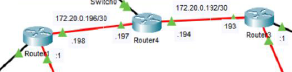 Switch0
172.20.0.196/30
172.20.0.192/30
.198
.197
Router4
.194
.193
Router1
Router3
:1
:1